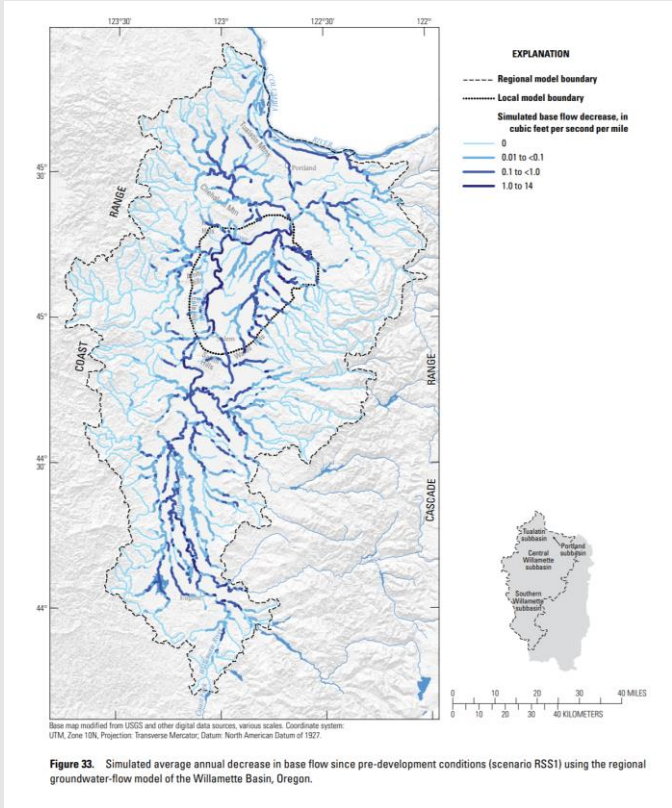 123°30'
123°
122°30'
122°
COLUMBIA
RIVER
Portland
45°
30'
RANGE
Chehalem Mtn
45°
Salem
COAST
RANGE
44°
30'
CASCADE
44°
EXPLANATION
Regional model boundary
Local model boundary
Simulated base flow decrease, in
cubic feet per second per mile
0
0.01 to <0.1
0.1 to <1.0
1.0 to 14
Tualatin
subbasin
Portland
subbasin
Central
Willamette
subbasin
Southern
Willamette
subbasin
0 10 20 30 40 MILES
0 10 20 30 40 KILOMETERS
Base map modified from USGS and other digital data sources, various scales. Coordinate system:
UTM, Zone 10N, Projection: Transverse Mercator, Datum: North American Datum of 1927.
Figure 33. Simulated average annual decrease in base flow since pre-development conditions (scenario RSS1) using the regional
groundwater-flow model of the Willamette Basin, Oregon.